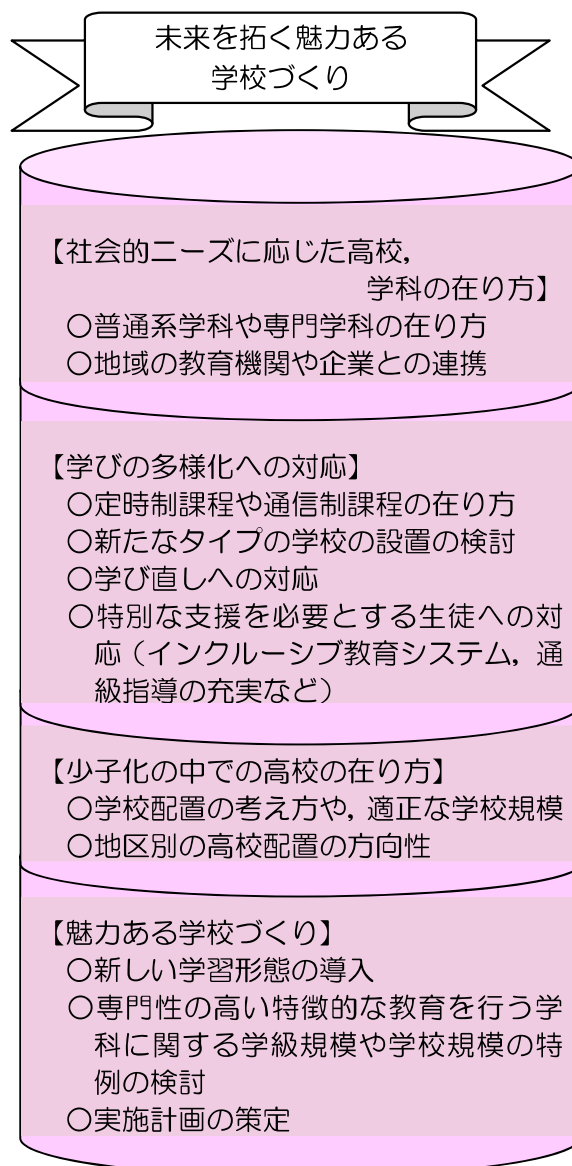 未来を拓く魅力ある
学校づくり
【社会的ニーズに応じた高校，
学科の在り方】
〇普通系学科や専門学科の在り方
〇地域の教育機関や企業との連携
【学びの多様化への対応】
〇定時制課程や通信制課程の在り方
〇新たなタイプの学校の設置の検討
〇学び直しへの対応
〇特別な支援を必要とする生徒への対
応（インクルーシブ教育システム，通
級指導の充実など）
【少子化の中での高校の在り方】
〇学校配置の考え方や，適正な学校規模
〇地区別の高校配置の方向性
【魅力ある学校づくり】
〇新しい学習形態の導入
〇専門性の高い特徴的な教育を行う学
科に関する学級規模や学校規模の特
例の検討
〇実施計画の策定